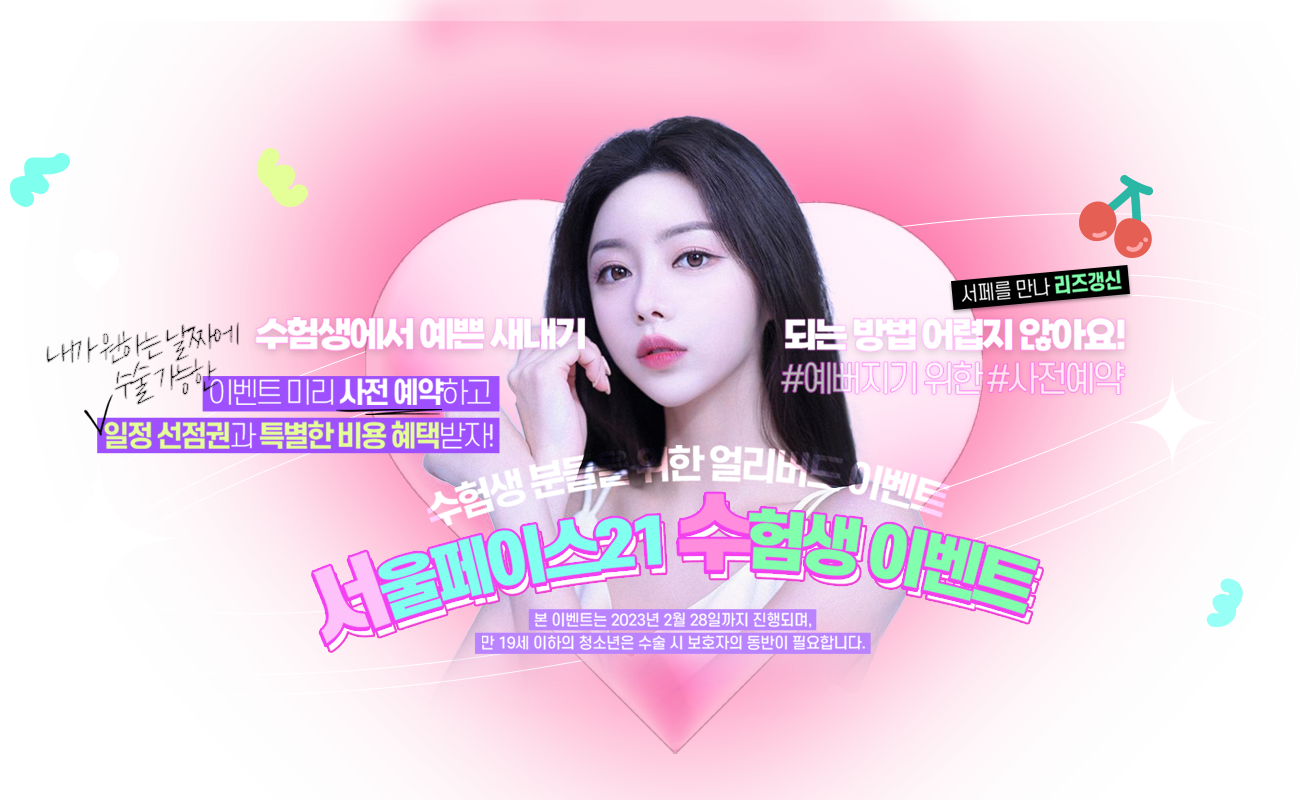 서페를 만나 리즈갱신
수험생에서 예쁜 새내기 되는 방법 어렵지 않아요!
#예뻐지기 위한 #사전예약
내가 원하는 날짜에
수술 가능한
이벤트 미리 사전 예약하고
일정 선점권과 특별한 비용 혜택받자!
수험생 분들을 위한 얼리버드 이벤트
서울페이스21 수험생 이벤트
본 이벤트는 2023년 2월 28일까지 진행되며,
만 19세 이하의 청소년은 수술 시 보호자의 동반이 필요합니다.